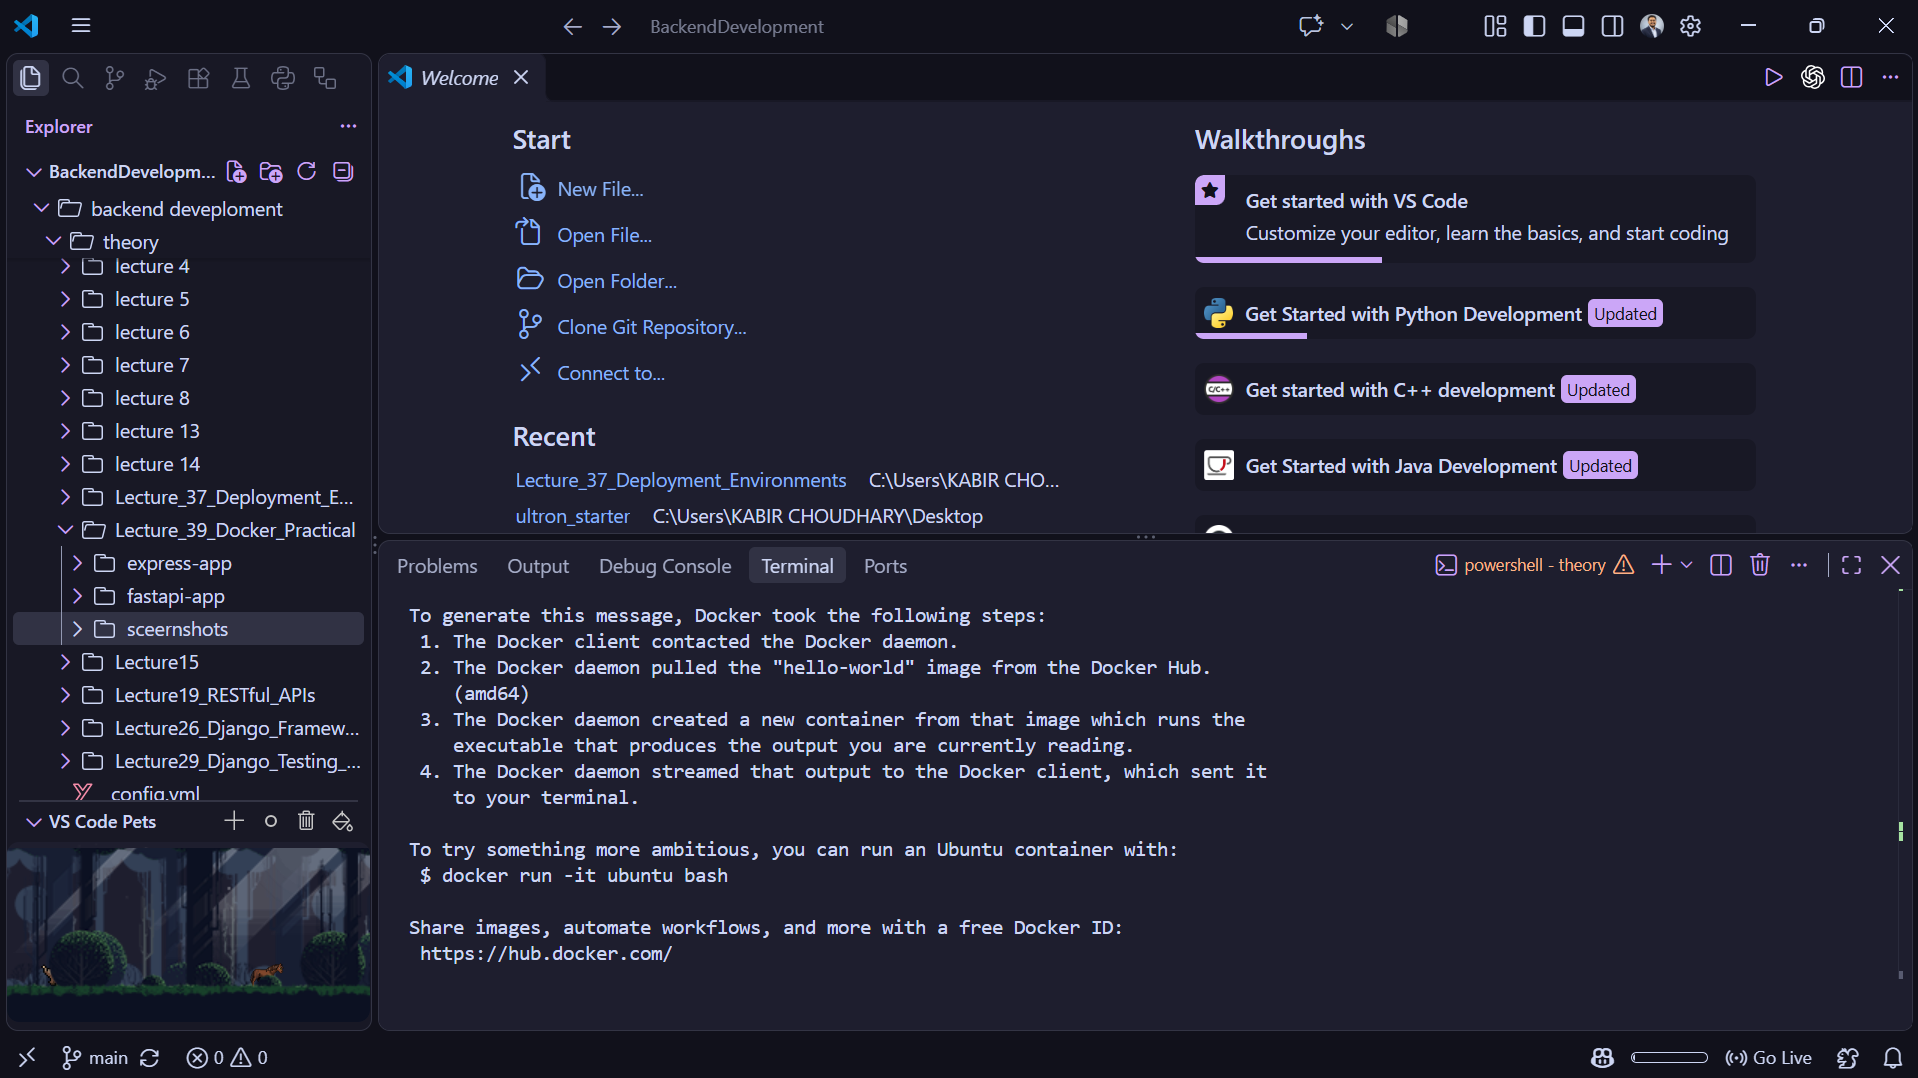 BackendDevelopment
Explorer
BackendDevelopm...
backend deveploment
theory
lecture 4
lecture 5
lecture 6
lecture 7
lecture 8
lecture 13
lecture 14
Lecture_37_Deployment_E...
Lecture_39_Docker_Practical
express-app
fastapi-app
sceernshots
Lecture15
Lecture19_RESTful_APIs
Lecture26_Django_Framew...
Lecture29_Django_Testing_...
config.yml
VS Code Pets
Welcome
Start
New File...
Open File...
Open Folder...
Clone Git Repository...
Connect to...
Recent
Lecture_37_Deployment_Environments C:\Users\KABIR CHO...
ultron_starter C:\Users\KABIR CHOUDHARY\Desktop
Walkthroughs
Get started with VS Code
Customize your editor, learn the basics, and start coding
Get Started with Python Development Updated
C/C++ Get started with C++ development Updated
Get Started with Java Development Updated
Problems Output Debug Console Terminal Ports
powershell - theory
To generate this message, Docker took the following steps:
1. The Docker client contacted the Docker daemon.
2. The Docker daemon pulled the "hello-world" image from the Docker Hub.
(amd64)
3. The Docker daemon created a new container from that image which runs the
executable that produces the output you are currently reading.
4. The Docker daemon streamed that output to the Docker client, which sent it
to your terminal.
To try something more ambitious, you can run an Ubuntu container with:
$ docker run -it ubuntu bash
Share images, automate workflows, and more with a free Docker ID:
https://hub.docker.com/
main 0 0
Go Live